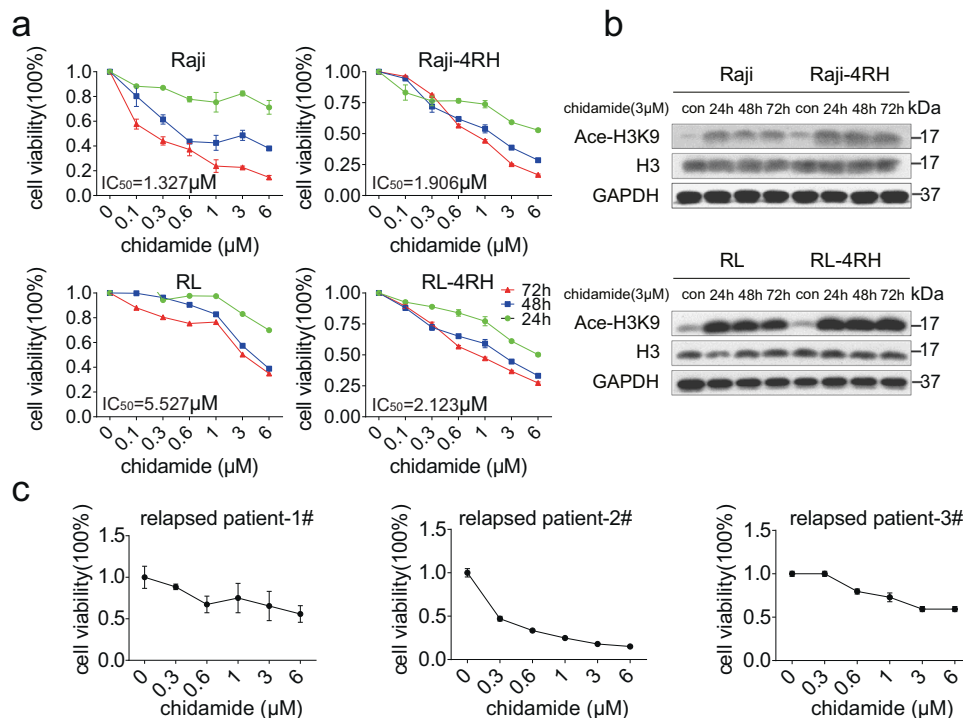 a
Raji
cell viability(100%)
1.0
0.8
0.6
0.4
0.2
0.0
IC50=1.327µM
0 0.1 0.3 0.6 1 3 6
chidamide (µM)
Raji-4RH
cell viability(100%)
1.00
0.75
0.50
0.25
0.00
IC50=1.906µM
0 0.1 0.3 0.6 1 3 6
chidamide (µM)
RL
cell viability(100%)
1.0
0.8
0.6
0.4
0.2
0.0
IC50=5.527µM
0 0.1 0.3 0.6 1 3 6
chidamide (µM)
RL-4RH
72h
48h
24h
cell viability(100%)
1.00
0.75
0.50
0.25
0.00
IC50=2.123µM
0 0.1 0.3 0.6 1 3 6
chidamide (µM)
b
Raji Raji-4RH
chidamide(3µM) con 24h 48h 72h con 24h 48h 72h kDa
Ace-H3K9 17
H3 17
GAPDH 37
RL RL-4RH
chidamide(3µM) con 24h 48h 72h con 24h 48h 72h kDa
Ace-H3K9 17
H3 17
GAPDH 37
c
relapsed patient-1#
cell viability(100%)
1.5
1.0
0.5
0.0
0 0.3 0.6 1 3 6
chidamide (µM)
relapsed patient-2#
cell viability(100%)
1.5
1.0
0.5
0.0
0 0.3 0.6 1 3 6
chidamide (µM)
relapsed patient-3#
cell viability(100%)
1.5
1.0
0.5
0.0
0 0.3 0.6 1 3 6
chidamide (µM)